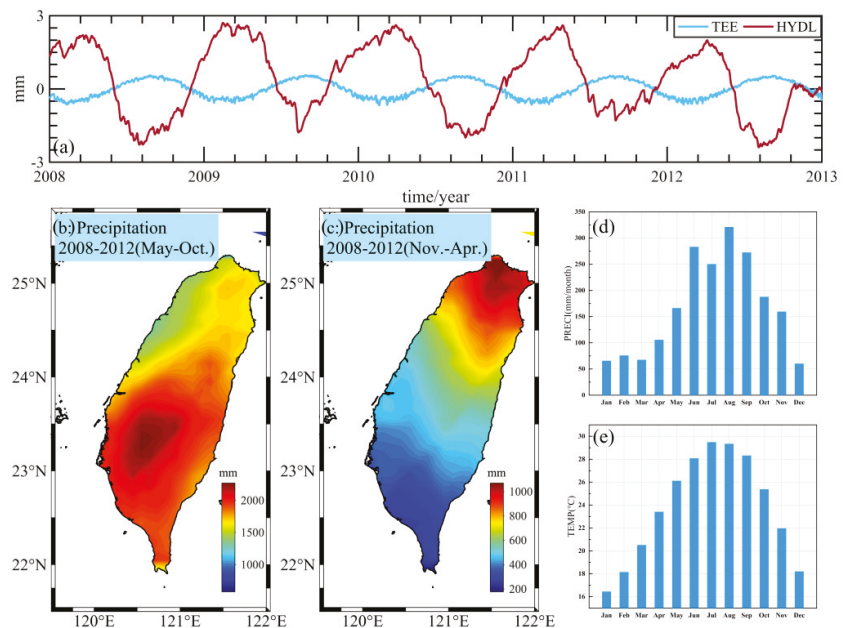 3
TEE
HYDL
mm
0
(a)
-3
2008
2009
2010
2011
2012
2013
time/year
(b:)Precipitation
2008-2012(May-Oct.)
25°N
24°N
23°N
22°N
mm
2000
1500
1000
120°E
121°E
122°E
(c:)Precipitation
2008-2012(Nov.-Apr.)
mm
1000
800
600
400
200
120°E
121°E
122°E
(d)
PRECI(mm/month)
350
300
250
200
150
100
50
0
Jan Feb Mar Apr May Jun Jul Aug Sep Oct Nov Dec
(e)
TEMP(°C)
30
28
26
24
22
20
18
16
Jan Feb Mar Apr May Jun Jul Aug Sep Oct Nov Dec